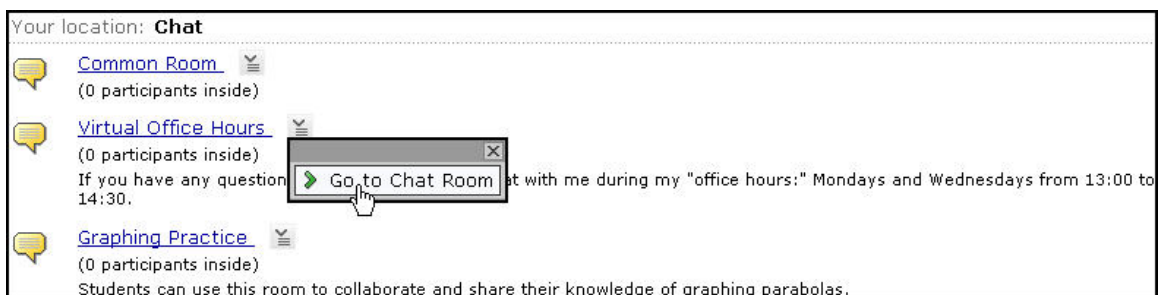 Your location: Chat
Common Room
(0 participants inside)
Virtual Office Hours
(0 participants inside)
Go to Chat Room
If you have any question at with me during my "office hours:" Mondays and Wednesdays from 13:00 to
14:30.
Graphing Practice
(0 participants inside)
Students can use this room to collaborate and share their knowledge of graphing parabolas.